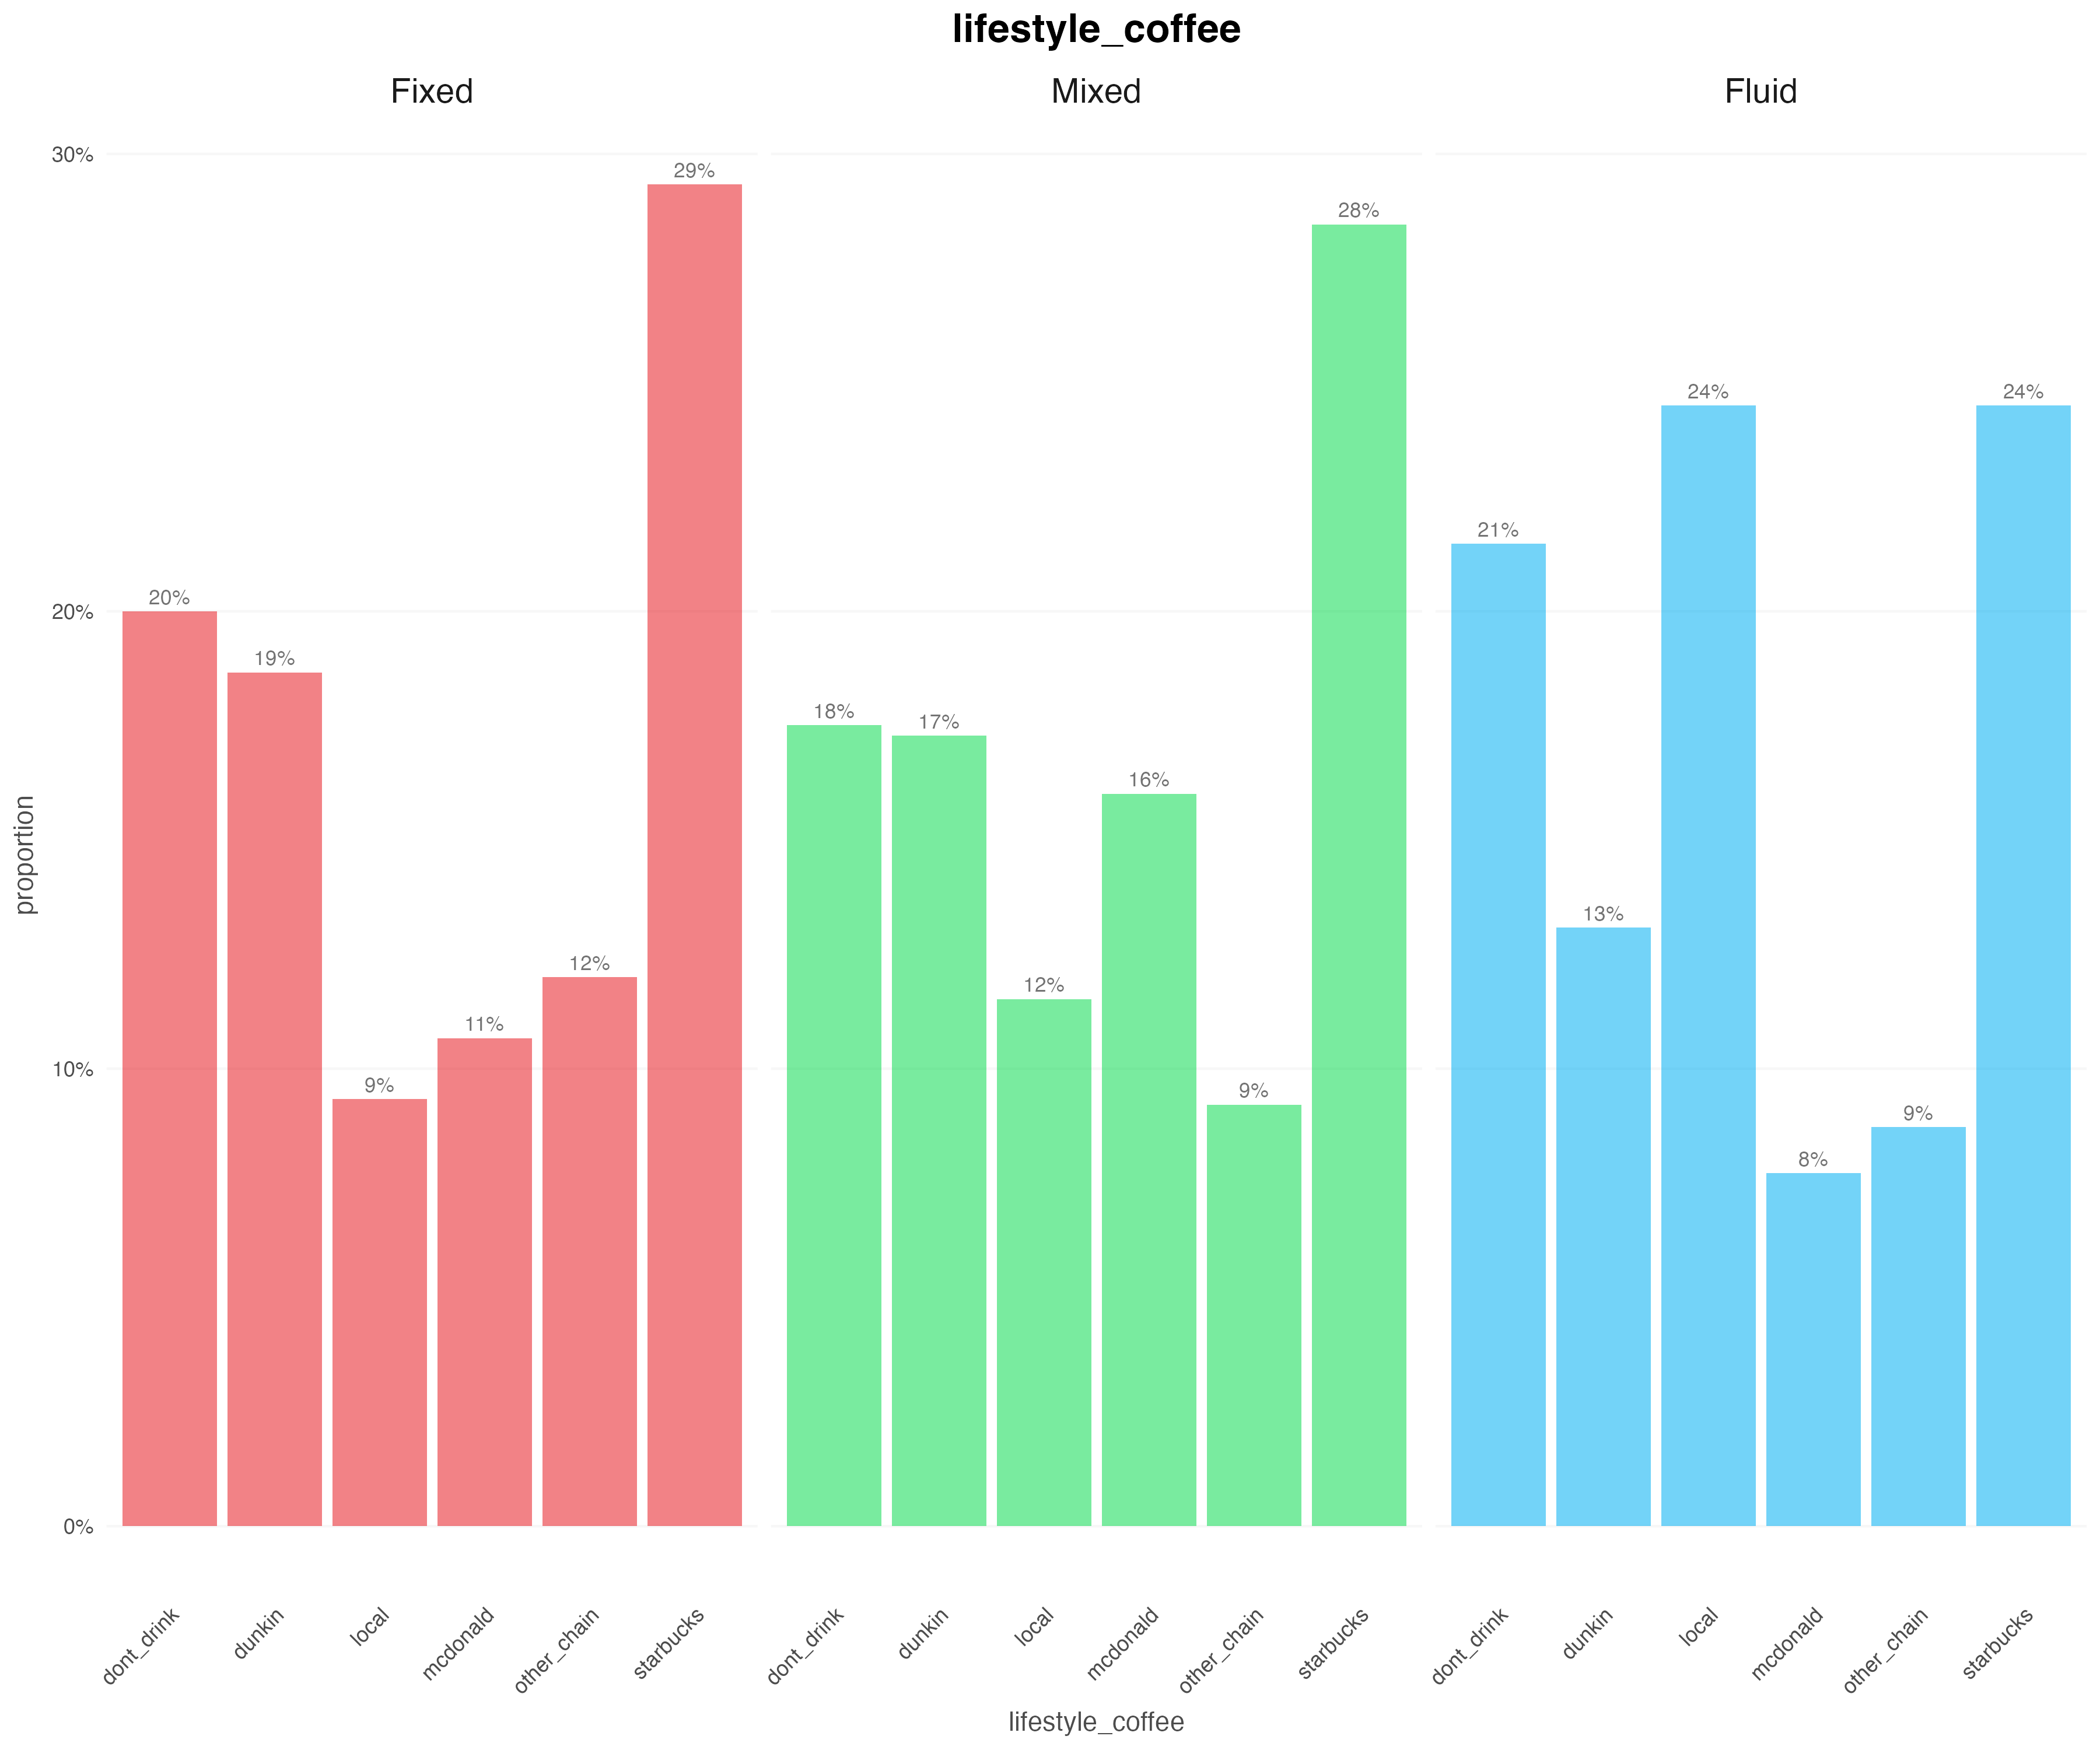 lifestyle_coffee
Fixed
Mixed
Fluid
30%
20%
10%
0%
proportion
20%
19%
9%
11%
12%
29%
18%
17%
12%
16%
9%
28%
21%
13%
24%
8%
9%
24%
dont_drink
dunkin
local
mcdonald
other_chain
starbucks
dont_drink
dunkin
local
mcdonald
other_chain
starbucks
dont_drink
dunkin
local
mcdonald
other_chain
starbucks
lifestyle_coffee